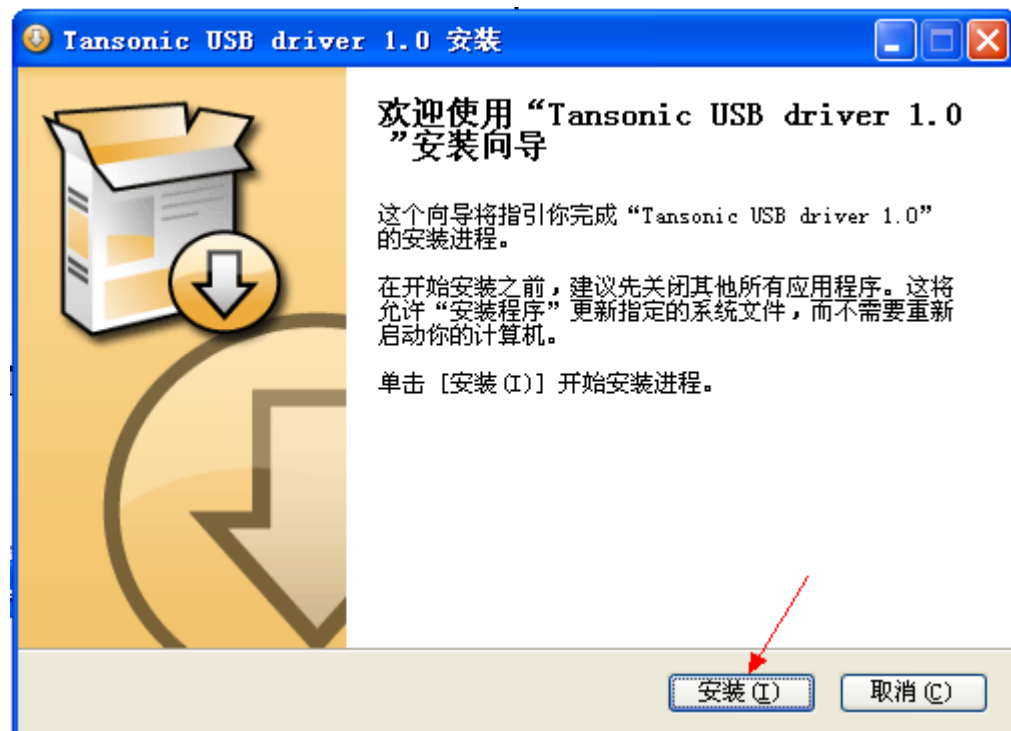 Tansonic USB driver 1.0 安装
欢迎使用“Tansonic USB driver 1.0
”安装向导
这个向导将指引你完成“Tansonic USB driver 1.0”
的安装进程。
在开始安装之前，建议先关闭其他所有应用程序。这将
允许“安装程序”更新指定的系统文件，而不需要重新
启动你的计算机。
单击 [安装(I)] 开始安装进程。
安装(I)
取消(C)